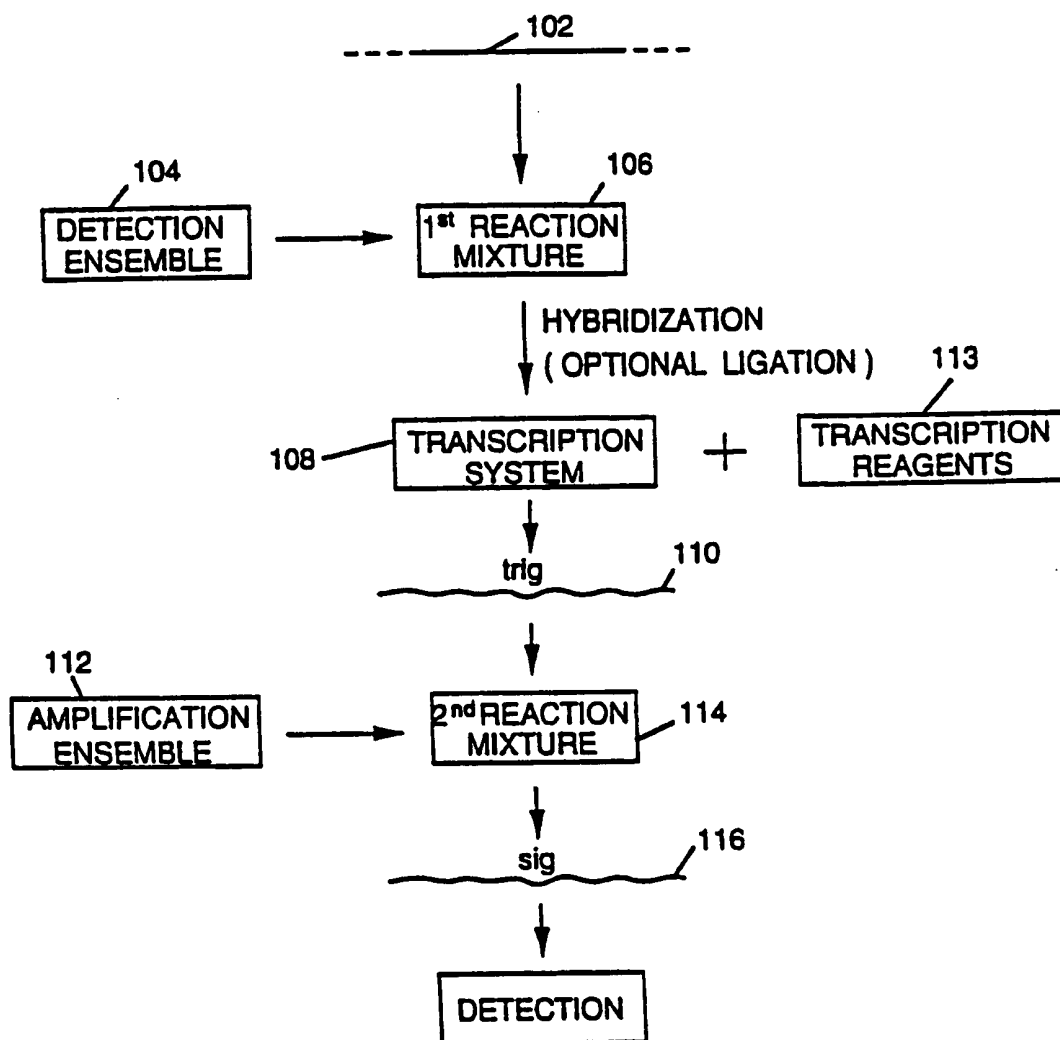 102
104
DETECTION
ENSEMBLE
106
1st REACTION
MIXTURE
HYBRIDIZATION
( OPTIONAL LIGATION )
108
TRANSCRIPTION
SYSTEM
+
113
TRANSCRIPTION
REAGENTS
trig
110
112
AMPLIFICATION
ENSEMBLE
2nd REACTION
MIXTURE
114
sig
116
DETECTION